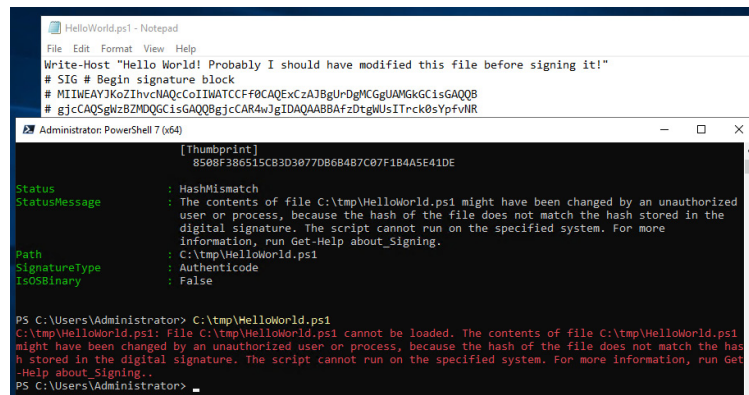 HelloWorld.ps1 - Notepad
File Edit Format View Help
Write-Host "Hello World! Probably I should have modified this file before signing it!"
# SIG # Begin signature block
# MIIWEAYJKoZIhvcNAQcCoIIWATCCFf0CAQExCzAJBgUrDgMCGgUAMGkGCisGAQQB
# gjcCAQSgWzBZMDQGCisGAQQBgjcCAR4wJgIDAQAABBAfzDtgWUsITrck0sYpfvNR
Administrator: PowerShell 7 (x64)
[Thumbprint]
8508F386515CB3D3077DB6B4B7C07F1B4A5E41DE
Status : HashMismatch
StatusMessage : The contents of file C:\tmp\HelloWorld.ps1 might have been changed by an unauthorized
user or process, because the hash of the file does not match the hash stored in the
digital signature. The script cannot run on the specified system. For more
information, run Get-Help about_Signing.
Path : C:\tmp\HelloWorld.ps1
SignatureType : Authenticode
IsOSBinary : False
PS C:\Users\Administrator> C:\tmp\HelloWorld.ps1
C:\tmp\HelloWorld.ps1: File C:\tmp\HelloWorld.ps1 cannot be loaded. The contents of file C:\tmp\HelloWorld.ps1
might have been changed by an unauthorized user or process, because the hash of the file does not match the has
h stored in the digital signature. The script cannot run on the specified system. For more information, run Get
-Help about_Signing..
PS C:\Users\Administrator>